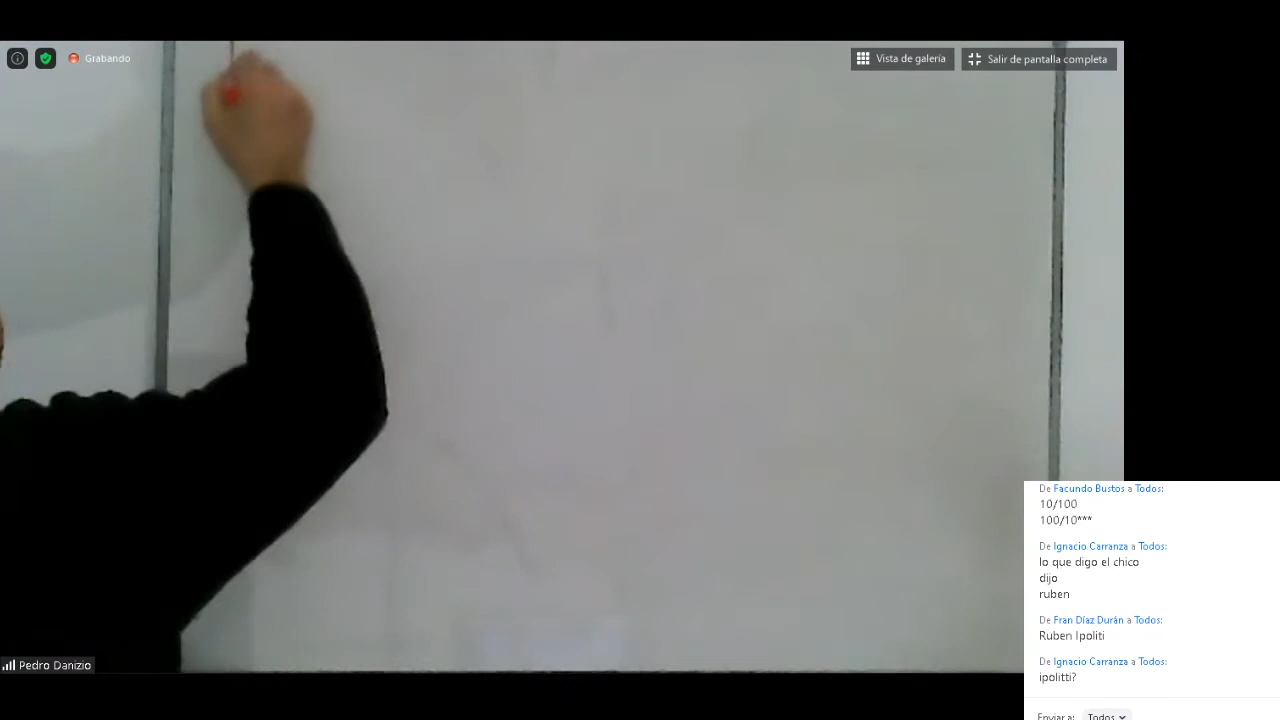 Grabando
Vista de galería
Salir de pantalla completa
De Facundo Bustos a Todos:
10/100
100/10***
De Ignacio Carranza a Todos:
lo que digo el chico
dijo
ruben
De Fran Díaz Durán a Todos:
Ruben Ipoliti
De Ignacio Carranza a Todos:
ipolitti?
Enviar a: Todos
Pedro Danizio